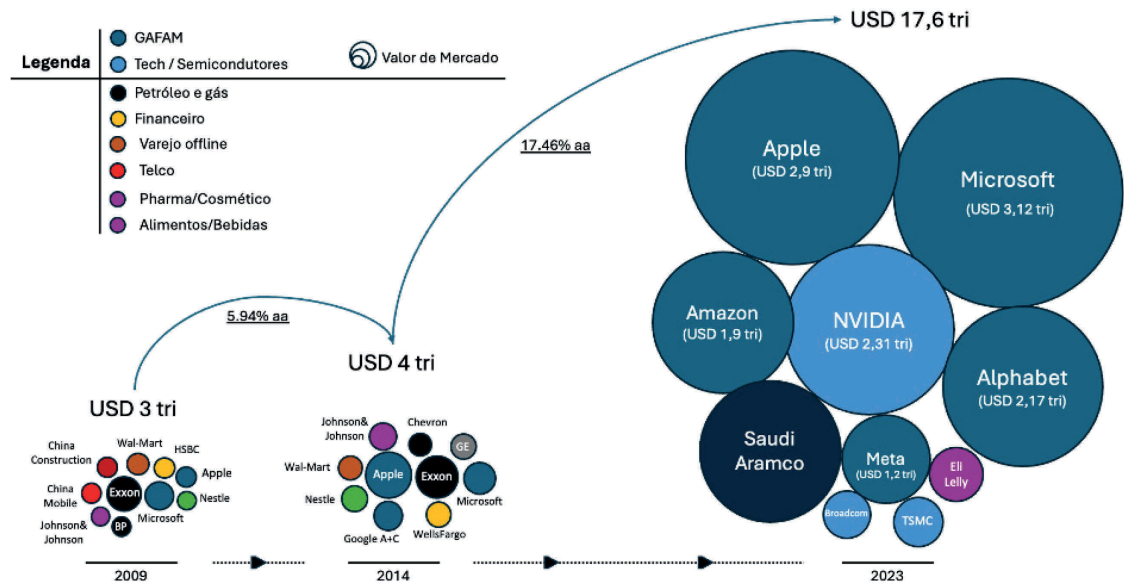 USD 17,6 tri
Legenda
GAFAM
Tech / Semicondutores
Petróleo e gás
Financeiro
Varejo offline
Telco
Pharma/Cosmético
Alimentos/Bebidas
Valor de Mercado
17.46% aa
5.94% aa
USD 3 tri
China
Construction
Wal-Mart
HSBC
Apple
China
Mobile
Exxon
Nestle
Microsoft
Johnson&
Johnson
BP
2009
USD 4 tri
Johnson&
Johnson
Chevron
GE
Wal-Mart
Apple
Exxon
Nestle
Microsoft
Google A+C
WellsFargo
2014
Apple
(USD 2,9 tri)
Microsoft
(USD 3,12 tri)
Amazon
(USD 1,9 tri)
NVIDIA
(USD 2,31 tri)
Alphabet
(USD 2,17 tri)
Saudi
Aramco
Meta
(USD 1,2 tri)
Eli
Lelly
Broadcom
TSMC
2023